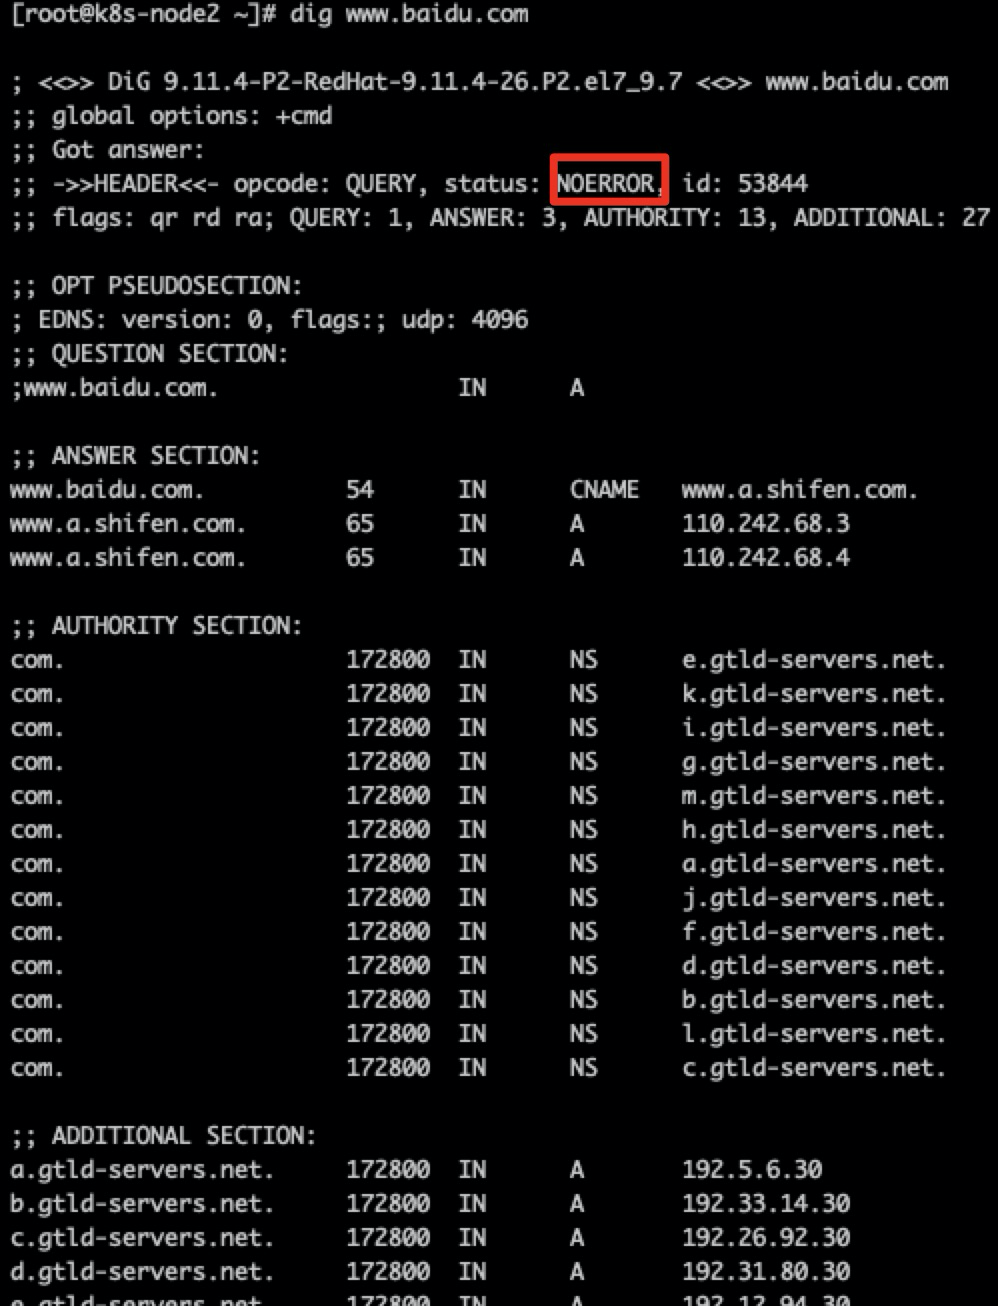 [root@k8s-node2 ~]# dig www.baidu.com
; <<>> DiG 9.11.4-P2-RedHat-9.11.4-26.P2.el7_9.7 <<>> www.baidu.com
;; global options: +cmd
;; Got answer:
;; ->>HEADER<<- opcode: QUERY, status: NOERROR, id: 53844
;; flags: qr rd ra; QUERY: 1, ANSWER: 3, AUTHORITY: 13, ADDITIONAL: 27
;; OPT PSEUDOSECTION:
; EDNS: version: 0, flags:; udp: 4096
;; QUESTION SECTION:
;www.baidu.com. IN A
;; ANSWER SECTION:
www.baidu.com. 54 IN CNAME www.a.shifen.com.
www.a.shifen.com. 65 IN A 110.242.68.3
www.a.shifen.com. 65 IN A 110.242.68.4
;; AUTHORITY SECTION:
com. 172800 IN NS e.gtld-servers.net.
com. 172800 IN NS k.gtld-servers.net.
com. 172800 IN NS i.gtld-servers.net.
com. 172800 IN NS g.gtld-servers.net.
com. 172800 IN NS m.gtld-servers.net.
com. 172800 IN NS h.gtld-servers.net.
com. 172800 IN NS a.gtld-servers.net.
com. 172800 IN NS j.gtld-servers.net.
com. 172800 IN NS f.gtld-servers.net.
com. 172800 IN NS d.gtld-servers.net.
com. 172800 IN NS b.gtld-servers.net.
com. 172800 IN NS l.gtld-servers.net.
com. 172800 IN NS c.gtld-servers.net.
;; ADDITIONAL SECTION:
a.gtld-servers.net. 172800 IN A 192.5.6.30
b.gtld-servers.net. 172800 IN A 192.33.14.30
c.gtld-servers.net. 172800 IN A 192.26.92.30
d.gtld-servers.net. 172800 IN A 192.31.80.30
e.gtld-servers.net. 172800 IN A 192.12.94.30